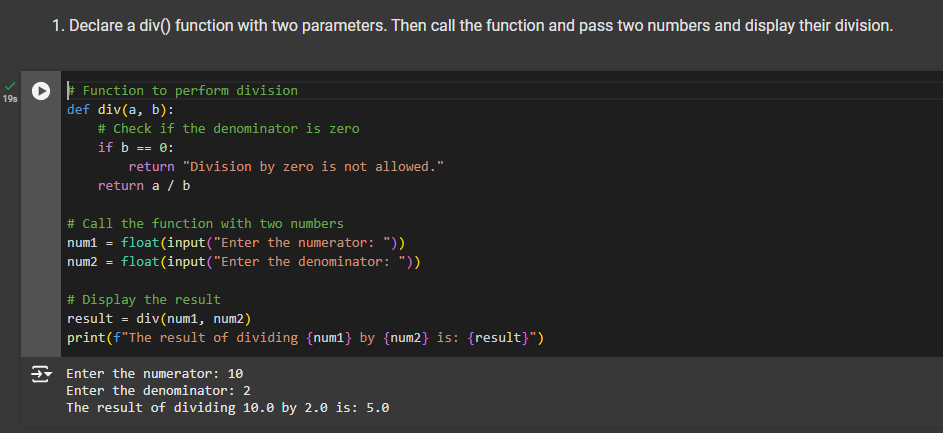 1. Declare a div() function with two parameters. Then call the function and pass two numbers and display their division.
19s
# Function to perform division
def div(a, b):
    # Check if the denominator is zero
    if b == 0:
        return "Division by zero is not allowed."
    return a / b
# Call the function with two numbers
num1 = float(input("Enter the numerator: "))
num2 = float(input("Enter the denominator: "))
# Display the result
result = div(num1, num2)
print(f"The result of dividing {num1} by {num2} is: {result}")
Enter the numerator: 10
Enter the denominator: 2
The result of dividing 10.0 by 2.0 is: 5.0